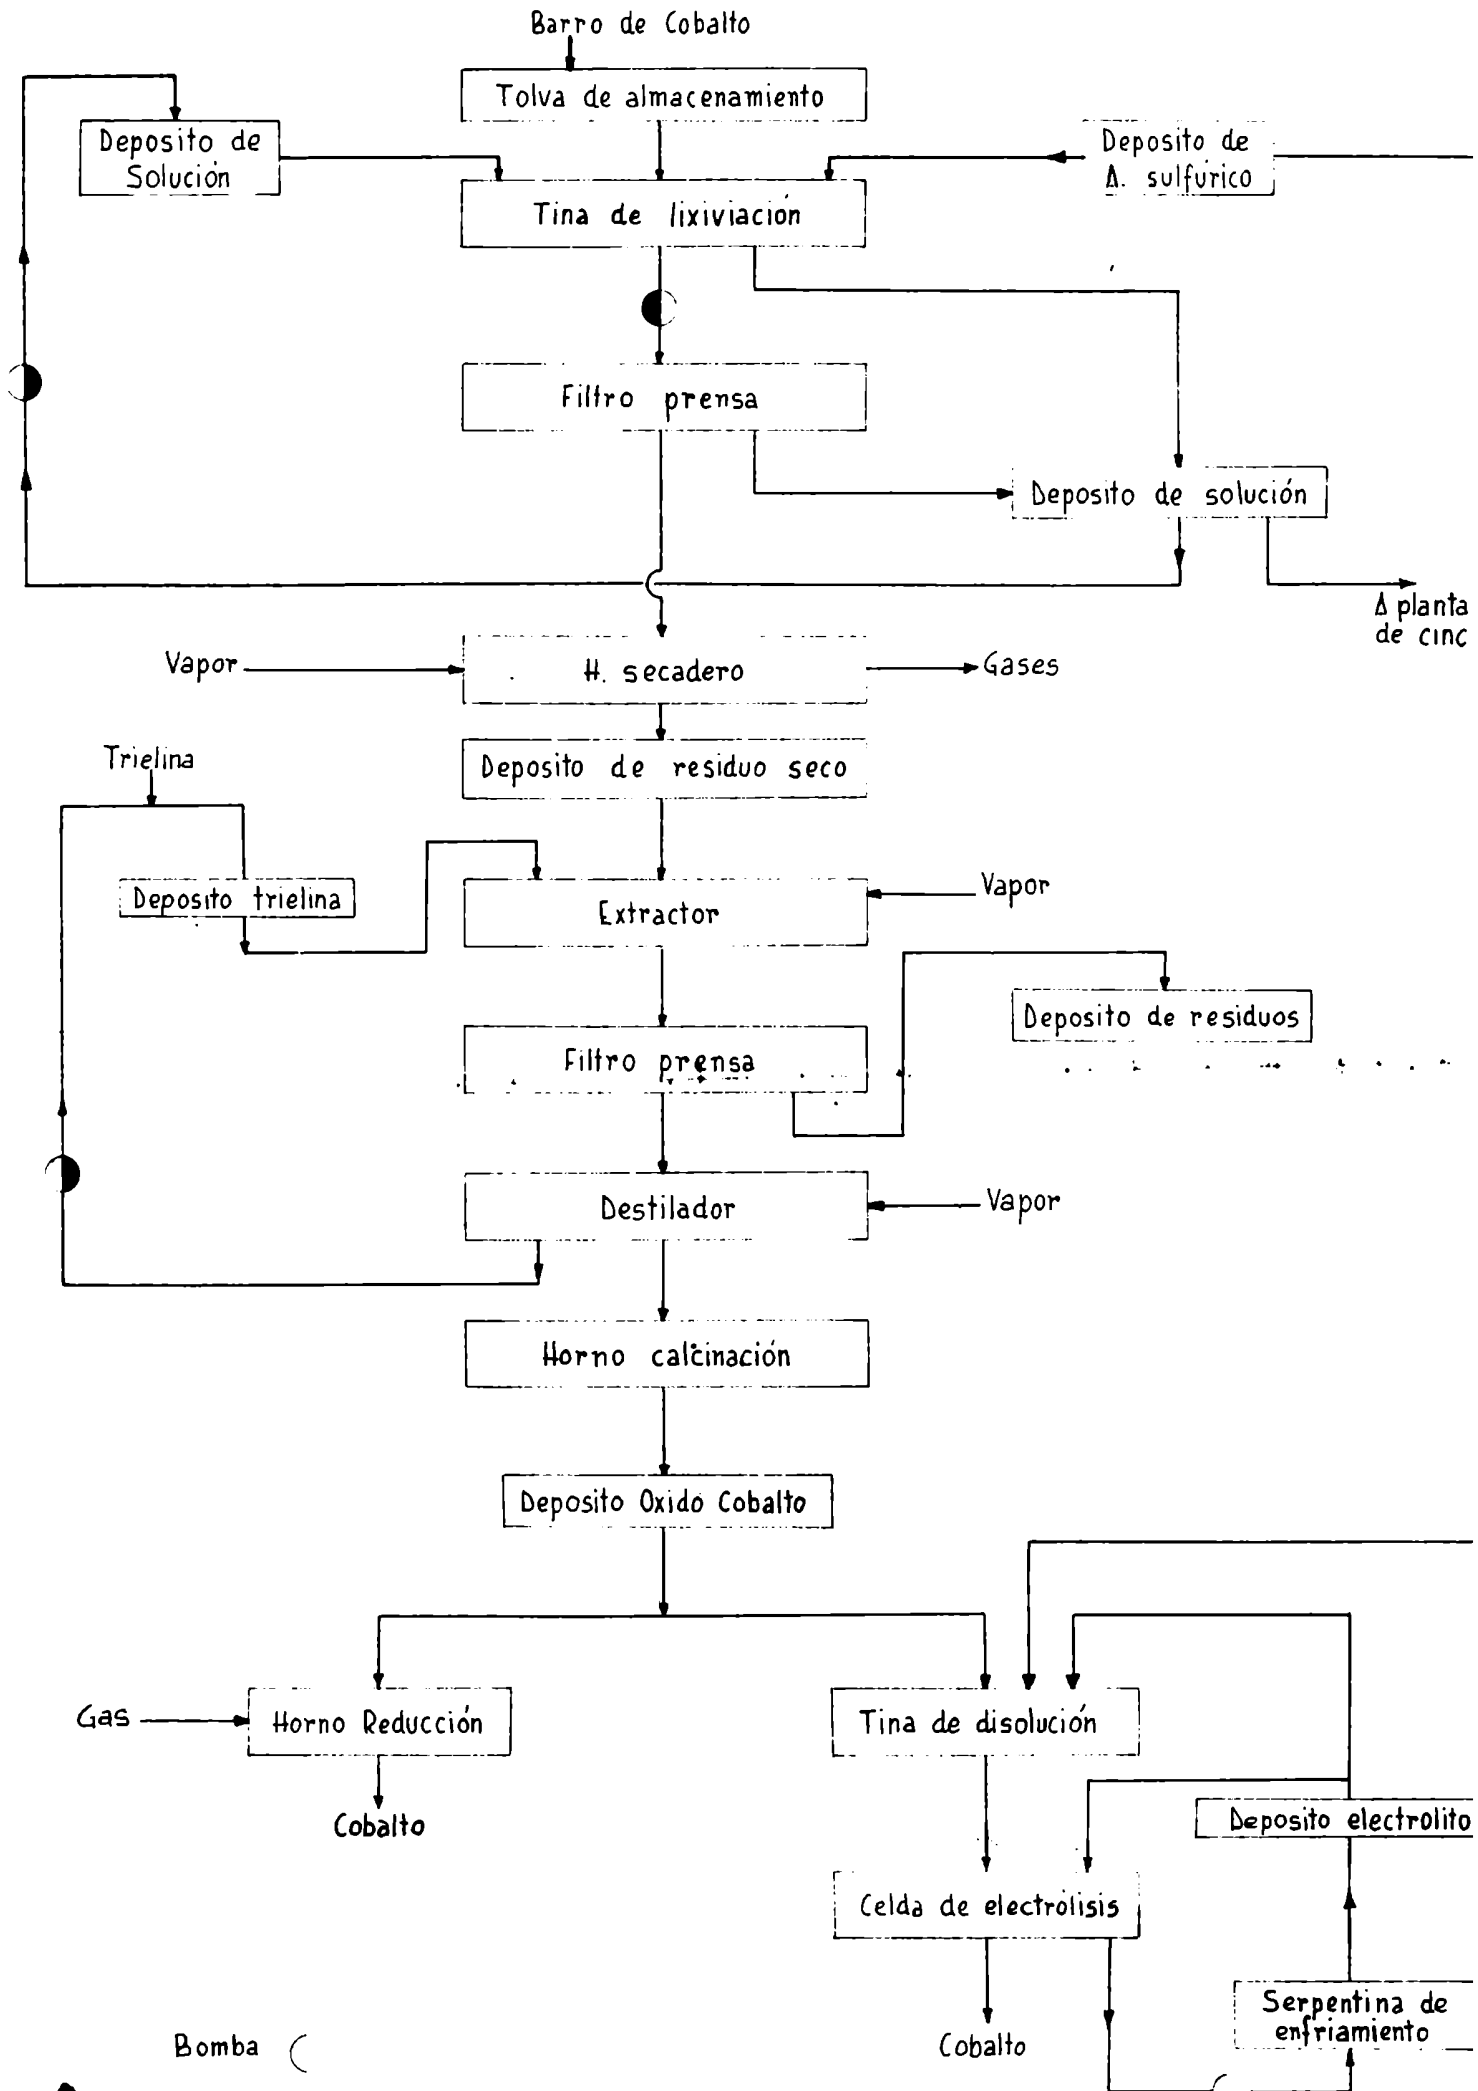 Barro de Cobalto
Tolva de almacenamiento
Deposito de
Solución
Deposito de
A. sulfurico
Tina de lixiviación
Filtro prensa
Deposito de solución
A planta
de cinc
Vapor
H. secadero
Gases
Trielina
Deposito de residuo seco
Deposito trielina
Extractor
Vapor
Deposito de residuos
Filtro prensa
Destilador
Vapor
Horno calcinación
Deposito Oxido Cobalto
Gas
Horno Reducción
Tina de disolución
Cobalto
Deposito electrolito
Celda de electrólisis
Serpentina de
enfriamiento
Bomba
Cobalto